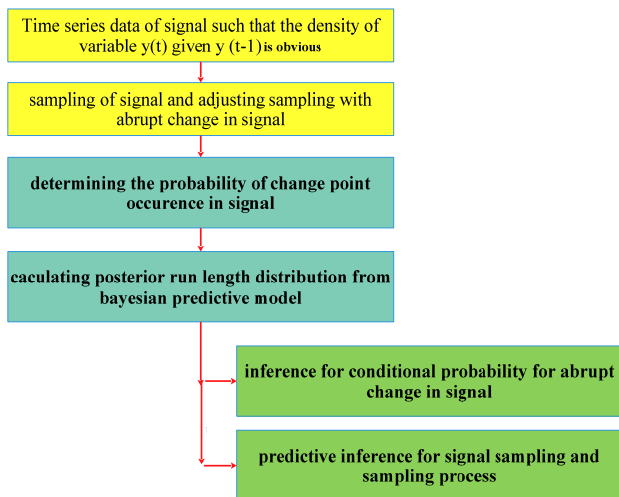 Time series data of signal such that the density of
variable y(t) given y (t-1) is obvious
sampling of signal and adjusting sampling with
abrupt change in signal
determining the probability of change point
occurence in signal
caculating posterior run length distribution from
bayesian predictive model
inference for conditional probability for abrupt
change in signal
predictive inference for signal sampling and
sampling process